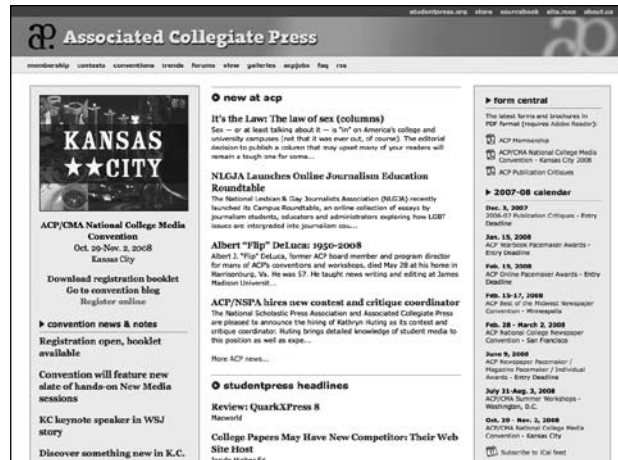 studentpress.org store sourcebook site.map about.us
ap. Associated Collegiate Press
ap
membership contests conventions trends forums view galleries acpjobs faq rss
KANSAS
★★CITY
ACP/CMA National College Media
Convention
Oct. 29-Nov. 2, 2008
Kansas City
Download registration booklet
Go to convention blog
Register online
convention news & notes
Registration open, booklet
available
Convention will feature new
slate of hands-on New Media
sessions
KC keynote speaker in WSJ
story
Discover something new in K.C.
new at acp
It's the Law: The law of sex (columns)
Sex — or at least talking about it — is "in" on America's college and
university campuses (not that it was ever out, of course). The editorial
decision to publish a column that may upset many of your readers will
remain a tough one for some...
NLGJA Launches Online Journalism Education
Roundtable
The National Lesbian & Gay Journalists Association (NLGJA) recently
launched its Campus Roundtable, an online collection of essays by
journalism students, educators and administrators exploring how LGBT
issues are intergraded into journalism cou...
Albert "Flip" DeLuca: 1950-2008
Albert J. "Flip" DeLuca, former ACP board member and program director
for many of ACP's conventions and workshops, died May 28 at his home in
Harrisonburg, Va. He was 57. He taught news writing and editing at James
Madison Universit...
ACP/NSPA hires new contest and critique coordinator
The National Scholastic Press Association and Associated Collegiate Press
are pleased to announce the hiring of Kathryn Huting as its contest and
critique coordinator. Huting brings detailed knowledge of student media to
this position as well as expe...
More ACP news...
studentpress headlines
Review: QuarkXPress 8
Macworld
College Papers May Have New Competitor: Their Web
Site Host
Inside Higher Ed
form central
The latest forms and brochures in
PDF format (requires Adobe Reader):
ACP Membership
ACP/CMA National College Media
Convention - Kansas City 2008
ACP Publication Critiques
2007-08 calendar
Dec. 3, 2007
2006-07 Publication Critiques - Entry
Deadline
Jan. 15, 2008
ACP Yearbook Pacemaker Awards -
Entry Deadline
Feb. 15, 2008
ACP Online Pacemaker Awards - Entry
Deadline
Feb. 15-17, 2008
ACP Best of the Midwest Newspaper
Convention - Minneapolis
Feb. 28 - March 2, 2008
ACP National College Newspaper
Convention - San Francisco
June 9, 2008
ACP Newspaper Pacemaker /
Magazine Pacemaker / Individual
Awards - Entry Deadline
July 31-Aug. 3, 2008
ACP/CMA Summer Workshops -
Washington, D.C.
Oct. 29 - Nov. 2, 2008
ACP/CMA National College Media
Convention - Kansas City
Subscribe to iCal feed